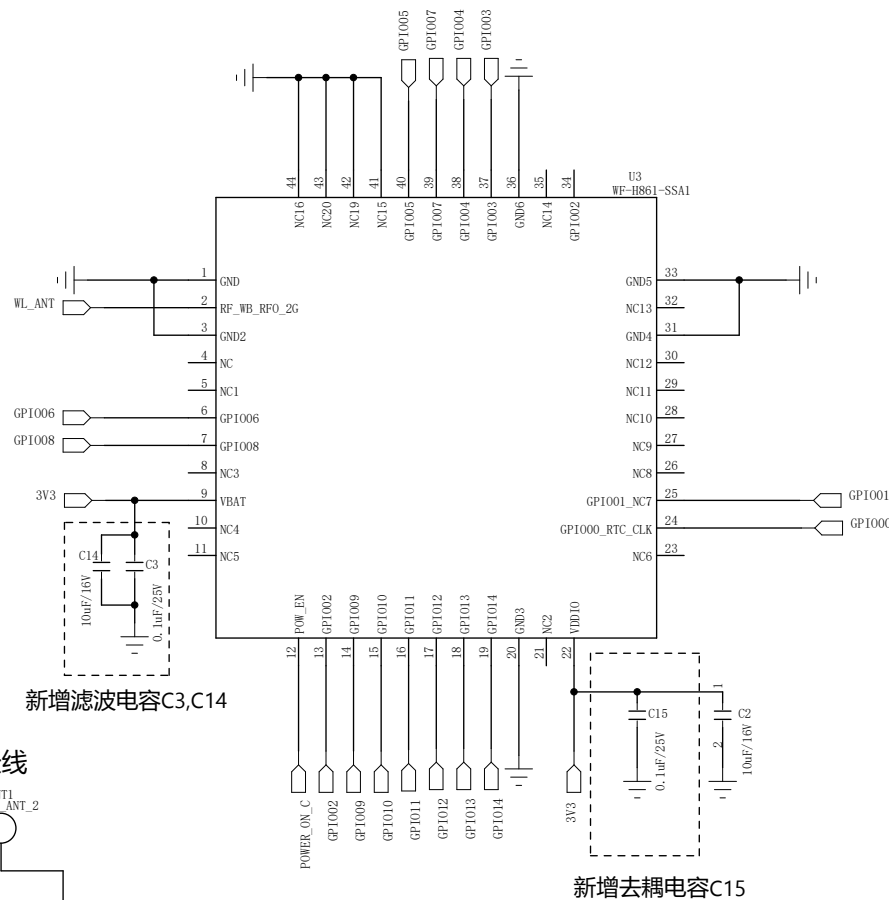 GPIO05
GPIO07
GPIO04
GPIO03
U3
WF-H861-SSA1
44
43
42
41
40
39
38
37
36
35
34
NC16
NC20
NC19
NC15
GPIO05
GPIO07
GPIO04
GPIO03
GND6
NC14
GPIO02
1 GND
WL_ANT 2 RF_WB_RFO_2G
3 GND2
4 NC
5 NC1
GPIO06 6 GPIO06
GPIO08 7 GPIO08
8 NC3
3V3 9 VBAT
10 NC4
11 NC5
GND5 33
NC13 32
GND4 31
NC12 30
NC11 29
NC10 28
NC9 27
NC8 26
GPIO01_NC7 25 GPIO01
GPIO00_RTC_CLK 24 GPIO00
NC6 23
C14
10uF/16V
C3
0.1uF/25V
新增滤波电容C3,C14
POW_EN
GPIO02
GPIO09
GPIO10
GPIO11
GPIO12
GPIO13
GPIO14
GND3
NC2
VDDIO
12
13
14
15
16
17
18
19
20
21
22
POWER_ON_C
GPIO02
GPIO09
GPIO10
GPIO11
GPIO12
GPIO13
GPIO14
3V3
C15
0.1uF/25V
1
C2
2
10uF/16V
新增去耦电容C15
线
ANT_2